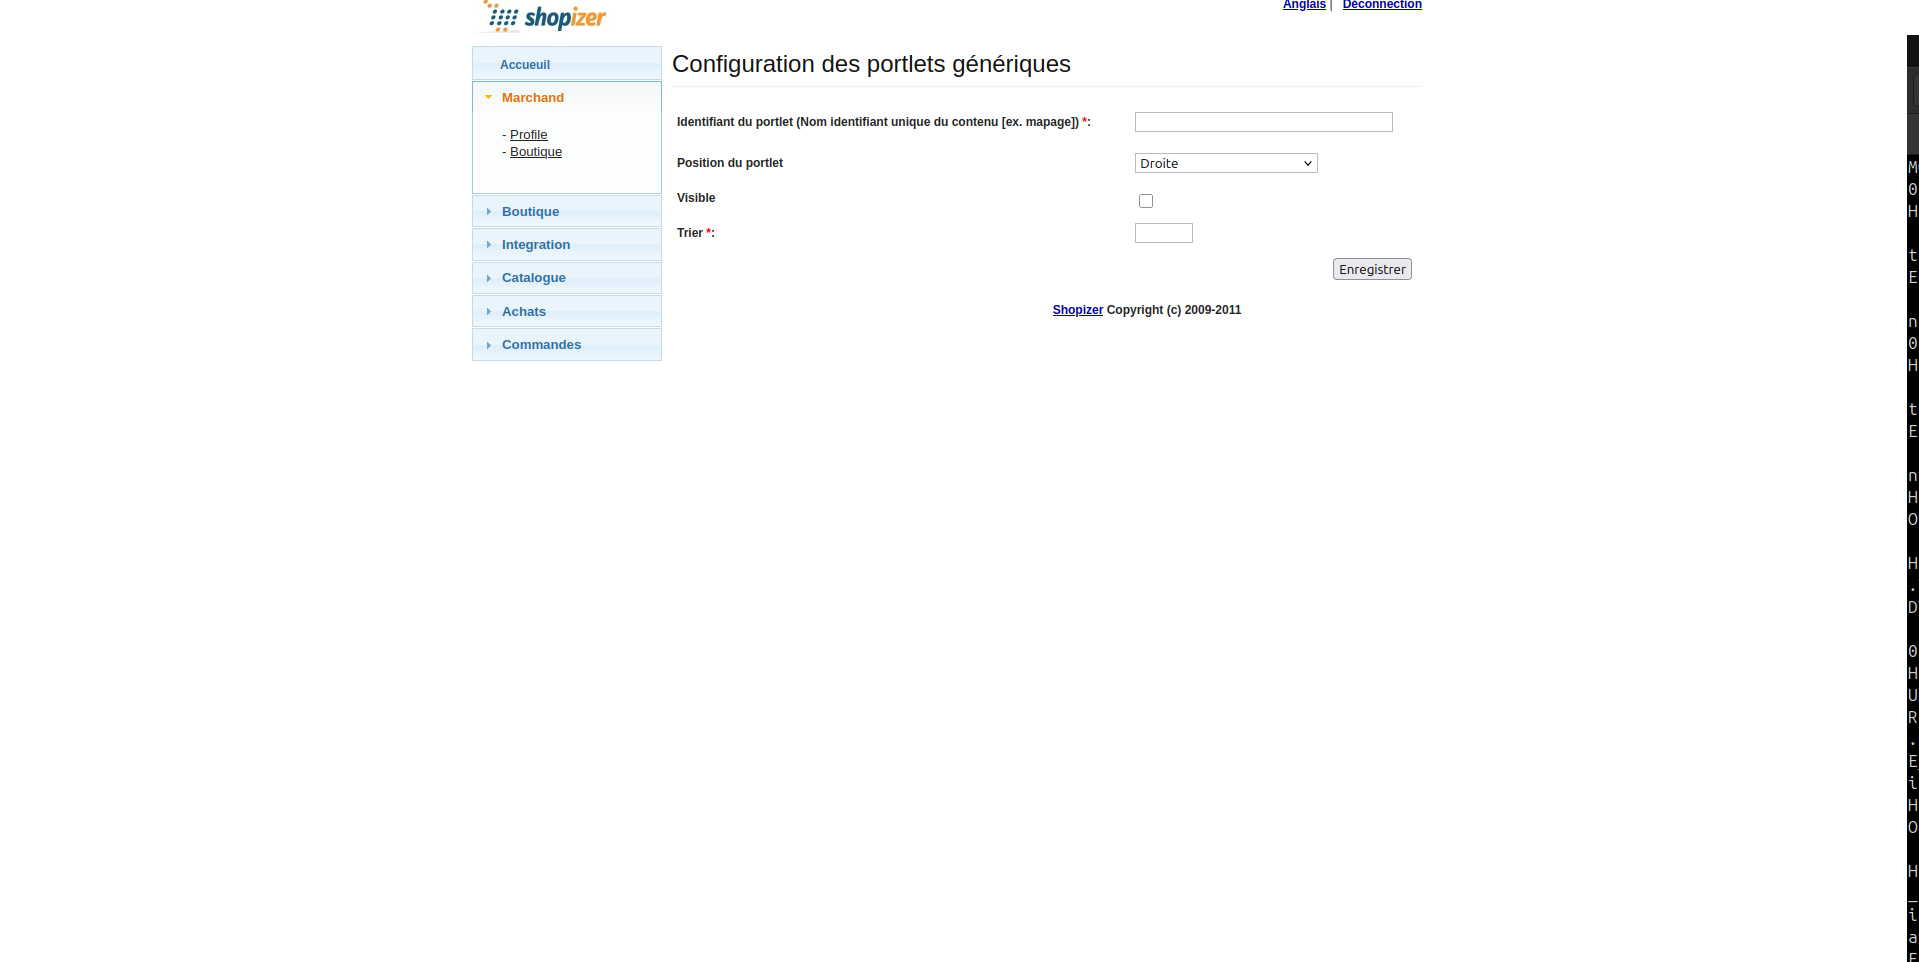 shopizer
Anglais | Déconnection
Accueuil
Marchand
- Profile
- Boutique
Boutique
Integration
Catalogue
Achats
Commandes
Configuration des portlets génériques
Identifiant du portlet (Nom identifiant unique du contenu [ex. mapage]) *:
Position du portlet
Droite
Visible
Trier *:
Enregistrer
Shopizer Copyright (c) 2009-2011